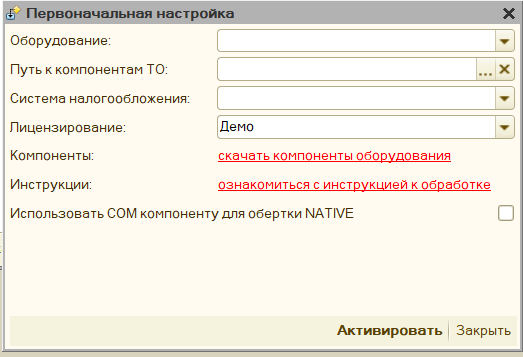 Первоначальная настройка
Оборудование:
Путь к компонентам ТО:
...
Система налогообложения:
Лицензирование: Демо
Компоненты: скачать компоненты оборудования
Инструкции: ознакомиться с инструкцией к обработке
Использовать COM компоненту для обертки NATIVE
Активировать Закрыть